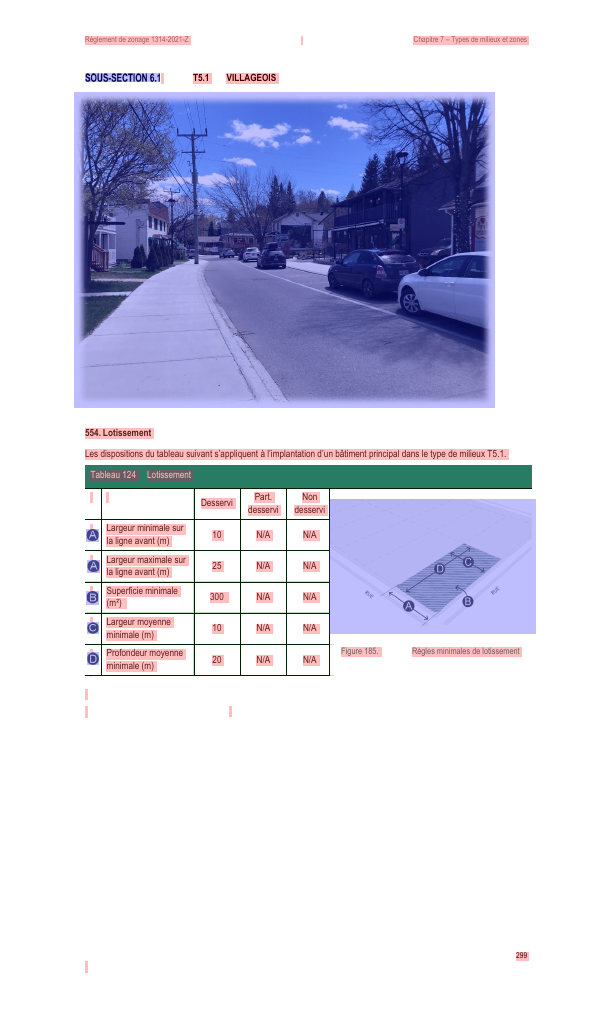 Règlement de zonage 1314-2021-Z | Chapitre 7 – Types de milieux et zones
SOUS-SECTION 6.1 T5.1 VILLAGEOIS
554. Lotissement
Les dispositions du tableau suivant s'appliquent à l'implantation d'un bâtiment principal dans le type de milieux T5.1.
Tableau 124 Lotissement
Desservi Part. desservi Non desservi
A Largeur minimale sur la ligne avant (m) 10 N/A N/A
A Largeur maximale sur la ligne avant (m) 25 N/A N/A
B Superficie minimale (m²) 300 N/A N/A
C Largeur moyenne minimale (m) 10 N/A N/A
D Profondeur moyenne minimale (m) 20 N/A N/A
RUE A D C B RUE
Figure 185. Règles minimales de lotissement
299